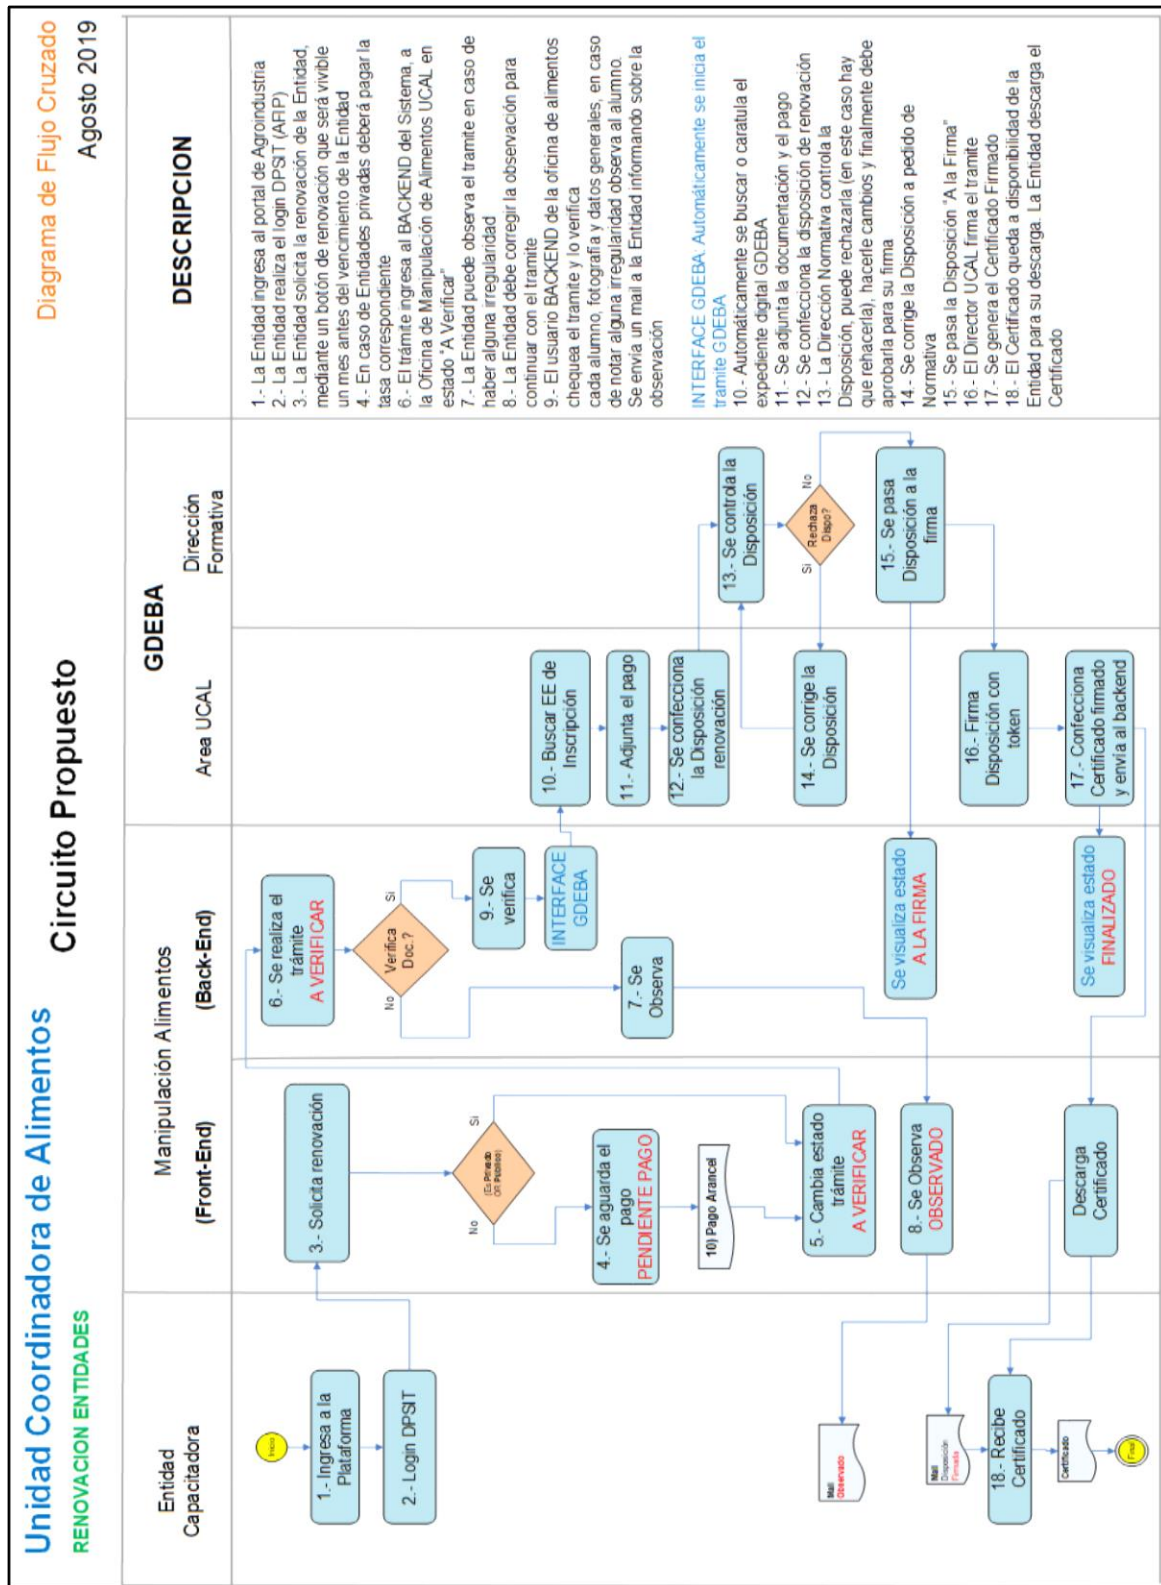 Unidad Coordinadora de Alimentos
RENOVACION ENTIDADES
Circuito Propuesto
Diagrama de Flujo Cruzado
Agosto 2019
Entidad
Capacitadora
Manipulación Alimentos
(Front-End)
(Back-End)
GDEBA
Area UCAL
Dirección
Formativa
DESCRIPCION
Inicio
1.- Ingresa a la
Plataforma
2.- Login DPSIT
3.- Solicita renovación
(Es Privado
OR Público)
No
Si
4.- Se aguarda el
pago
PENDIENTE PAGO
10) Pago Arancel
5.- Cambia estado
trámite
A VERIFICAR
6.- Se realiza el
trámite
A VERIFICAR
Verifica
Doc.?
No
Si
9.- Se
verifica
INTERFACE
GDEBA
7.- Se
Observa
8.- Se Observa
OBSERVADO
Mail
Observado
10.- Buscar EE de
Inscripción
11.- Adjunta el pago
12.- Se confecciona
la Disposición
renovación
13.- Se controla la
Disposición
Rechaza
Dispo?
Si
No
14.- Se corrige la
Disposición
15.- Se pasa
Disposición a la
firma
Se visualiza estado
A LA FIRMA
16.- Firma
Disposición con
token
17.- Confecciona
Certificado firmado
y envía al backend
Se visualiza estado
FINALIZADO
Descarga
Certificado
Mail
Disposición
Firmada
18.- Recibe
Certificado
Certificado
Final
1.- La Entidad ingresa al portal de Agroindustria
2.- La Entidad realiza el login DPSIT (AFIP)
3.- La Entidad solicita la renovación de la Entidad,
mediante un botón de renovación que será vivible
un mes antes del vencimiento de la Entidad
4.- En caso de Entidades privadas deberá pagar la
tasa correspondiente
6.- El trámite ingresa al BACKEND del Sistema, a
la Oficina de Manipulación de Alimentos UCAL en
estado "A Verificar"
7.- La Entidad puede observa el tramite en caso de
haber alguna irregularidad
8.- La Entidad debe corregir la observación para
continuar con el tramite
9.- El usuario BACKEND de la oficina de alimentos
chequea el tramite y lo verifica
cada alumno, fotografía y datos generales, en caso
de notar alguna irregularidad observa al alumno.
Se envía un mail a la Entidad informando sobre la
observación
INTERFACE GDEBA: Automáticamente se inicia el
tramite GDEBA
10.- Automáticamente se buscar o caratula el
expediente digital GDEBA
11.- Se adjunta la documentación y el pago
12.- Se confecciona la disposición de renovación
13.- La Dirección Normativa controla la
Disposición, puede rechazarla (en este caso hay
que rehacerla), hacerle cambios y finalmente debe
aprobarla para su firma
14.- Se corrige la Disposición a pedido de
Normativa
15.- Se pasa la Disposición "A la Firma"
16.- El Director UCAL firma el tramite
17.- Se genera el Certificado Firmado
18.- El Certificado queda a disponibilidad de la
Entidad para su descarga. La Entidad descarga el
Certificado